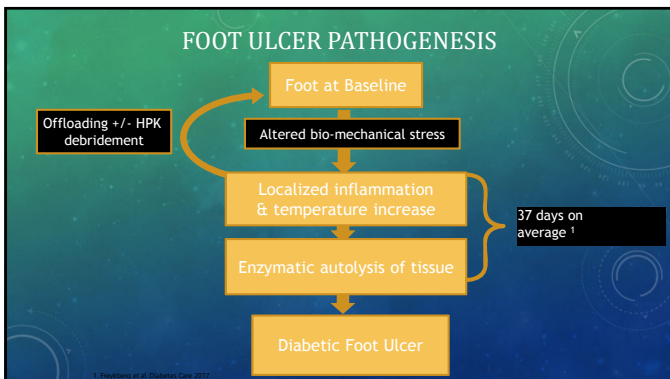 FOOT ULCER PATHOGENESIS
Foot at Baseline
Offloading +/- HPK
debridement
Altered bio-mechanical stress
Localized inflammation
& temperature increase
37 days on
average ¹
Enzymatic autolysis of tissue
Diabetic Foot Ulcer
1. Frykberg et al. Diabetes Care 2017